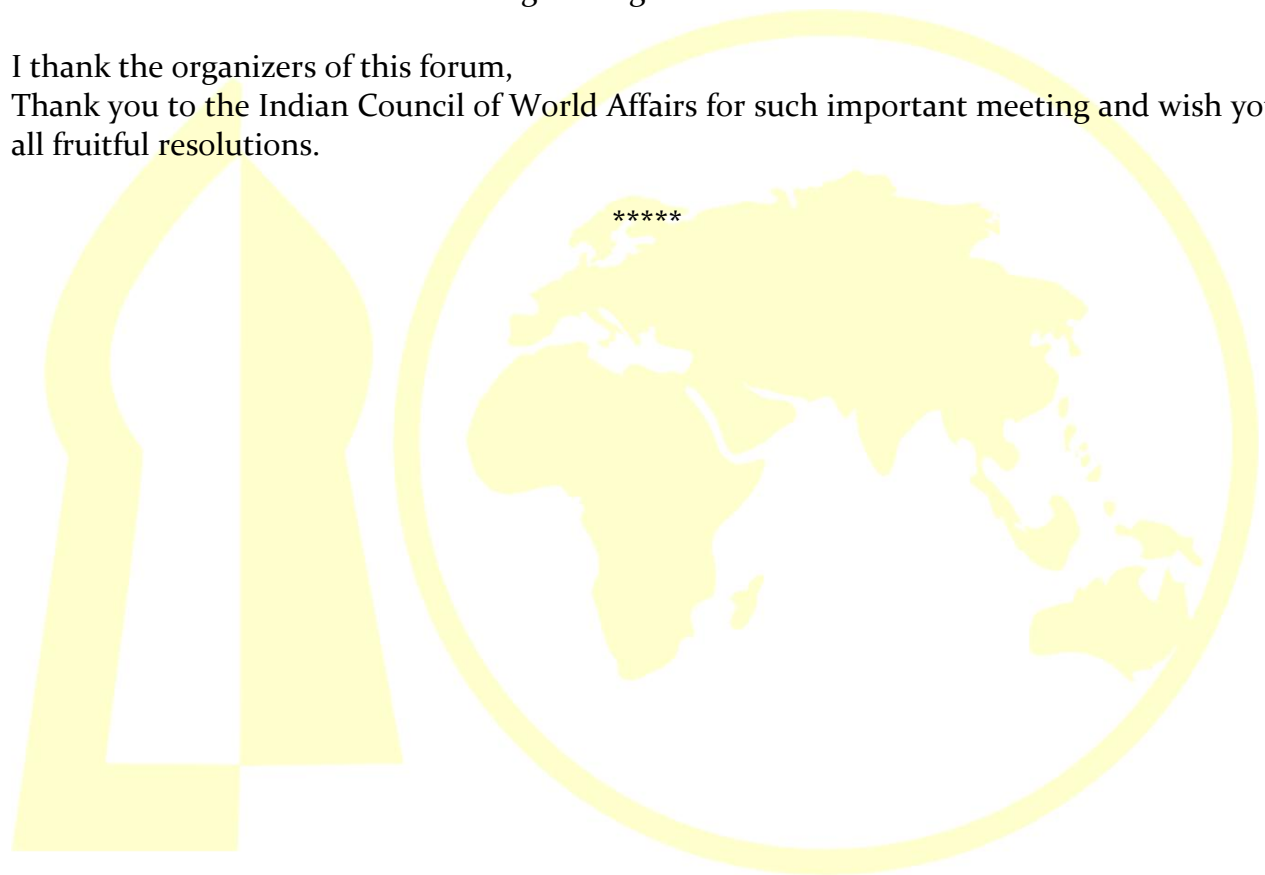 I thank the organizers of this forum,
Thank you to the Indian Council of World Affairs for such important meeting and wish
all fruitful resolutions.
*****